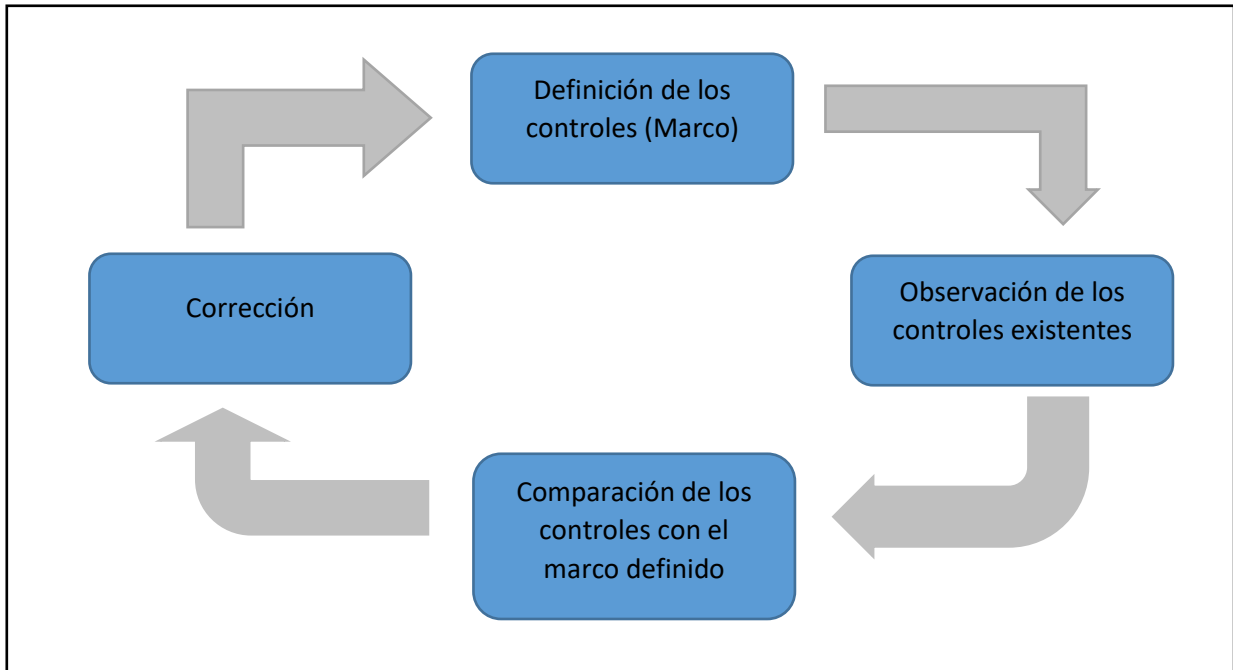 Definición de los
controles (Marco)
Observación de los
controles existentes
Comparación de los
controles con el
marco definido
Corrección